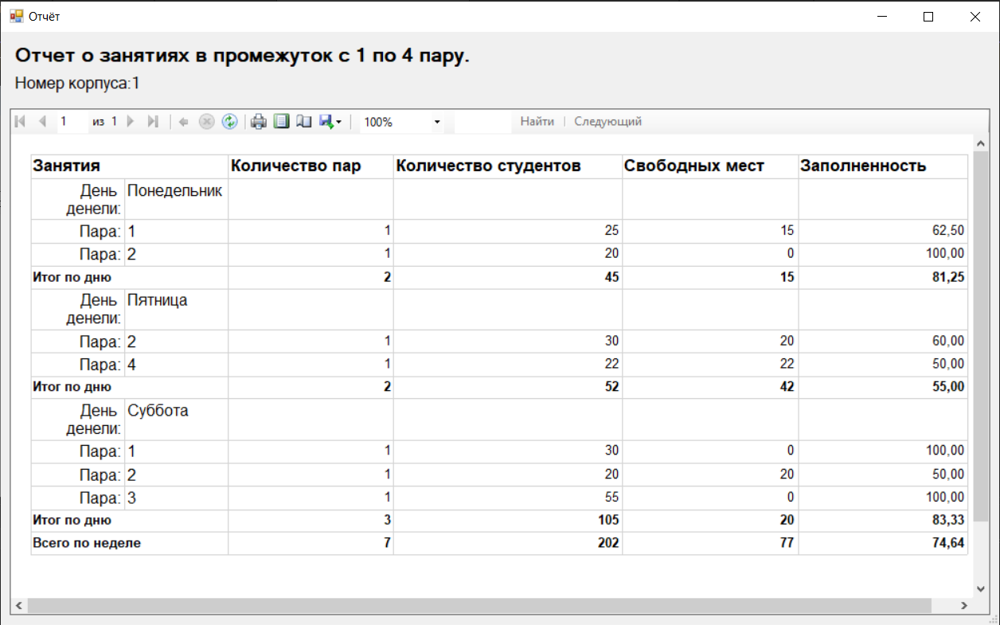 Отчёт
Отчет о занятиях в промежуток с 1 по 4 пару.
Номер корпуса:1
1 из 1 100% Найти Следующий
Занятия Количество пар Количество студентов Свободных мест Заполненность
День Понедельник
денели:
Пара: 1 1 25 15 62,50
Пара: 2 1 20 0 100,00
Итог по дню 2 45 15 81,25
День Пятница
денели:
Пара: 2 1 30 20 60,00
Пара: 4 1 22 22 50,00
Итог по дню 2 52 42 55,00
День Суббота
денели:
Пара: 1 1 30 0 100,00
Пара: 2 1 20 20 50,00
Пара: 3 1 55 0 100,00
Итог по дню 3 105 20 83,33
Всего по неделе 7 202 77 74,64